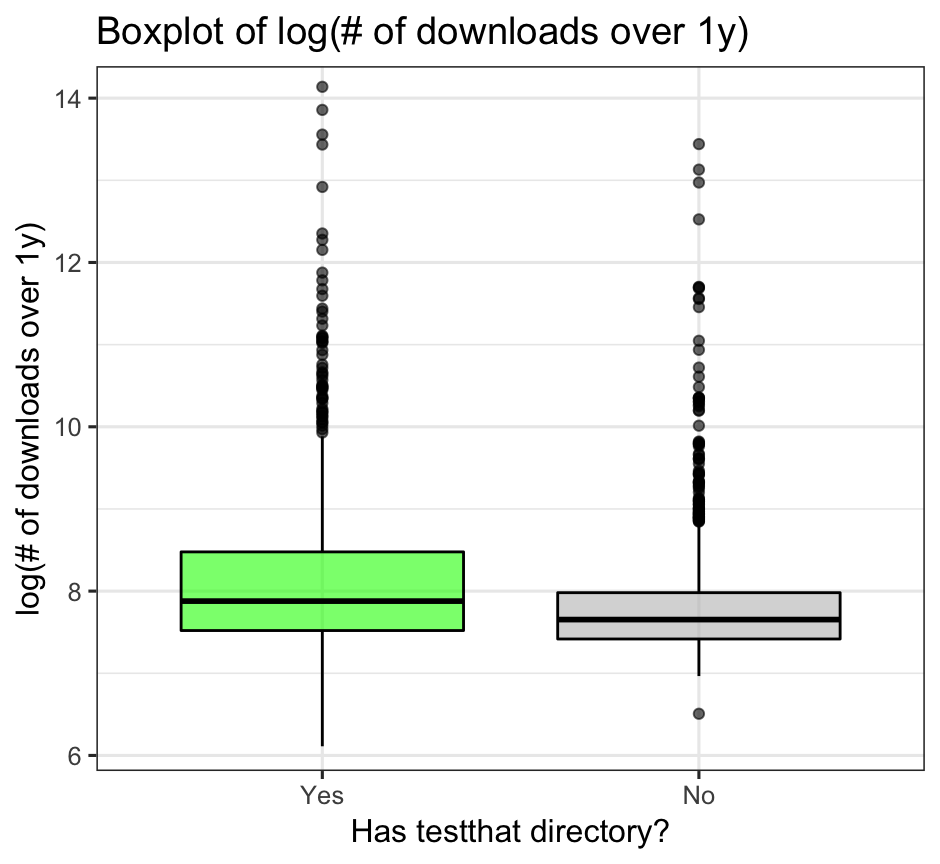 Boxplot of log(# of downloads over 1y)
log(# of downloads over 1y)
14
12
10
8
6
Yes No
Has testthat directory?